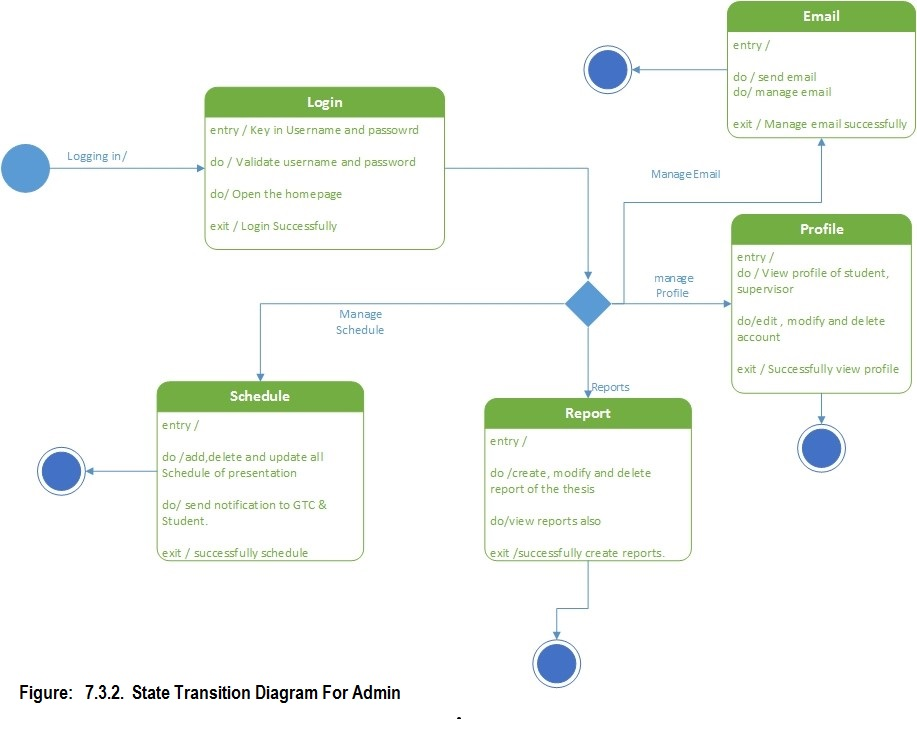 Email
entry /
do / send email
do/ manage email
exit / Manage email successfully
Login
entry / Key in Username and passowrd
do / Validate username and password
do/ Open the homepage
exit / Login Successfully
Logging in/
Manage Email
Profile
entry /
do / View profile of student,
supervisor
do/edit , modify and delete
account
exit / Successfully view profile
manage
Profile
Manage
Schedule
Reports
Schedule
entry /
do /add,delete and update all
Schedule of presentation
do/ send notification to GTC &
Student.
exit / successfully schedule
Report
entry /
do /create, modify and delete
report of the thesis
do/view reports also
exit /successfully create reports.
Figure: 7.3.2. State Transition Diagram For Admin